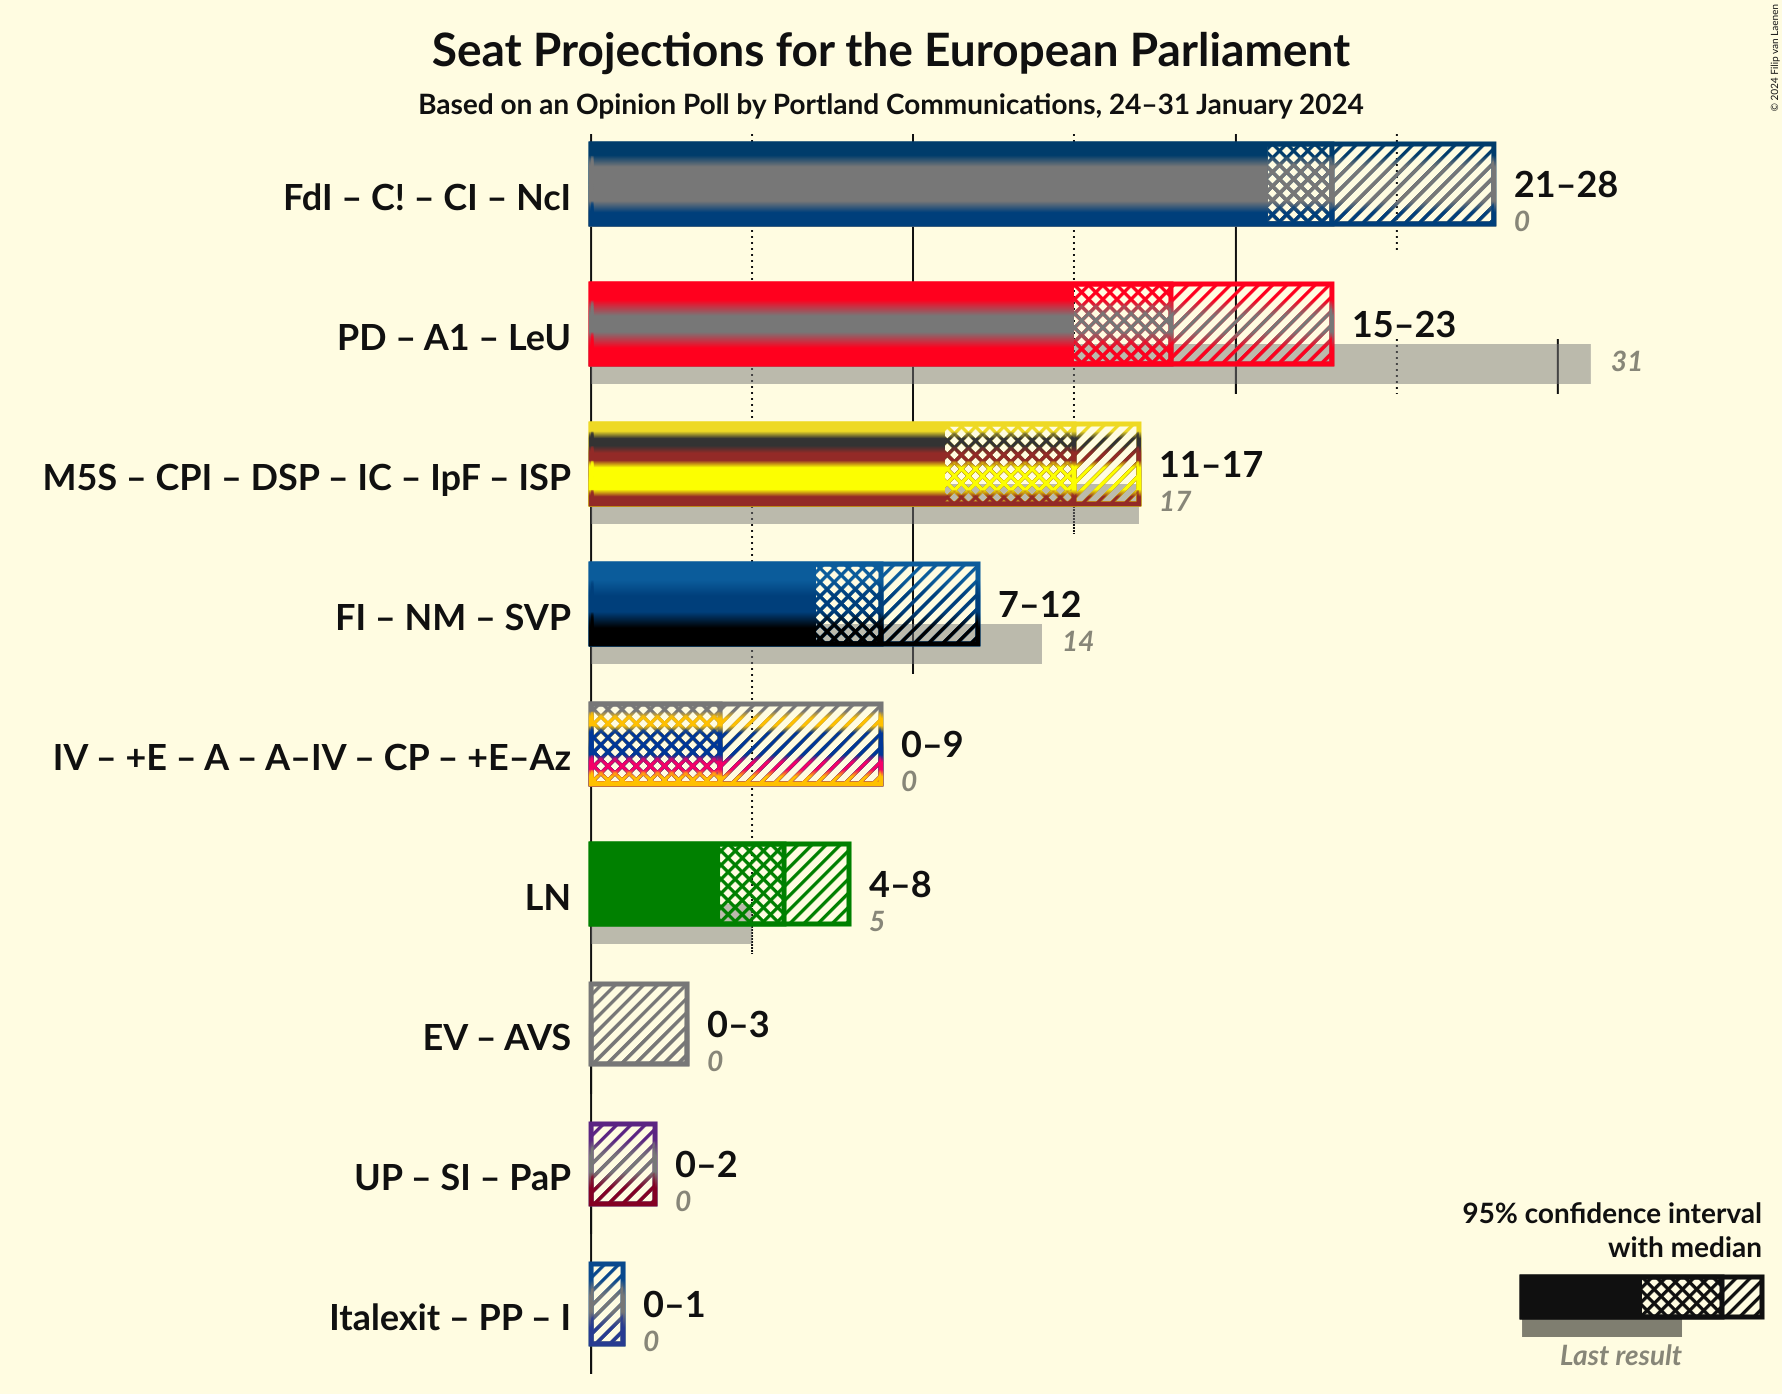 Seat Projections for the European Parliament
Based on an Opinion Poll by Portland Communications, 24–31 January 2024
© 2024 Filip van Laenen
FdI – C! – CI – NcI
21–28
0
PD – A1 – LeU
15–23
31
M5S – CPI – DSP – IC – IpF – ISP
11–17
17
FI – NM – SVP
7–12
14
IV – +E – A – A–IV – CP – +E–Az
0–9
0
LN
4–8
5
EV – AVS
0–3
0
UP – SI – PaP
0–2
0
Italexit – PP – I
0–1
0
95% confidence interval
with median
Last result